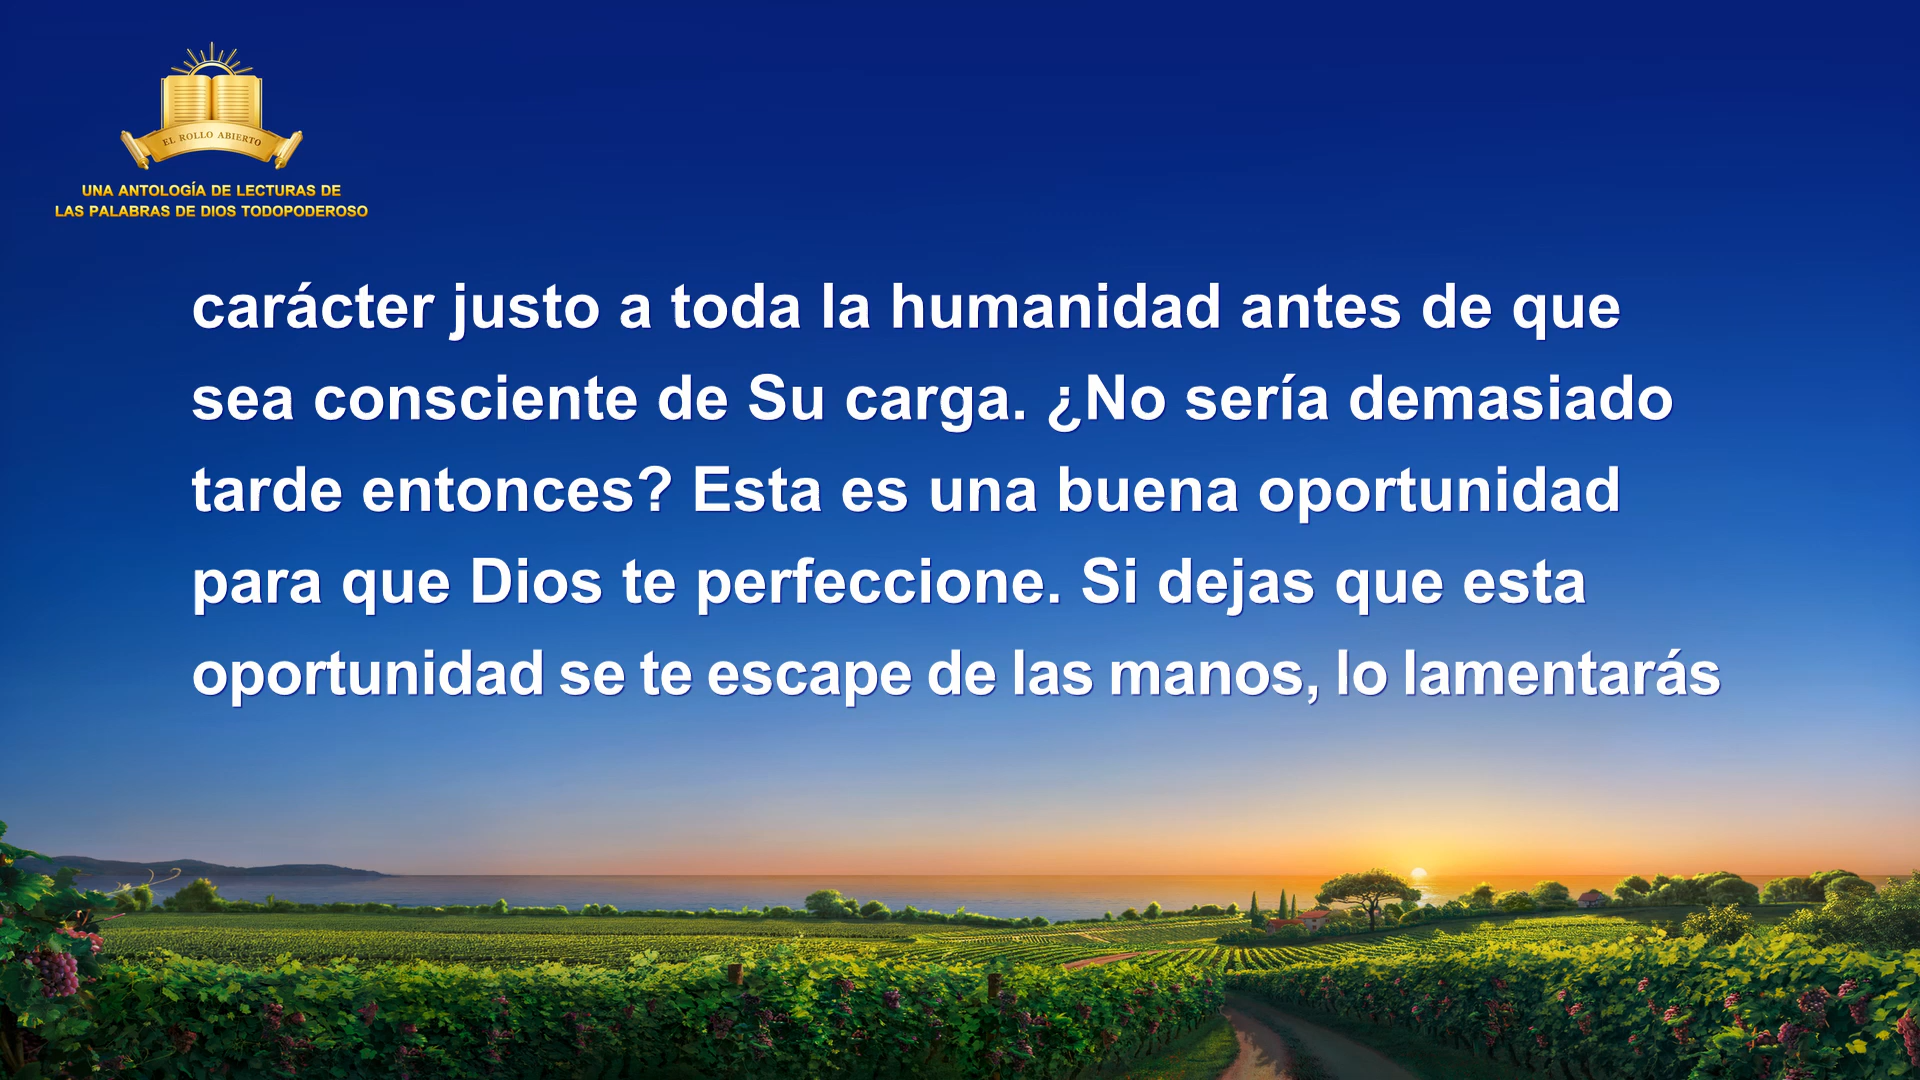 EL ROLLO ABIERTO
UNA ANTOLOGÍA DE LECTURAS DE
LAS PALABRAS DE DIOS TODOPODEROSO
carácter justo a toda la humanidad antes de que
sea consciente de Su carga. ¿No sería demasiado
tarde entonces? Esta es una buena oportunidad
para que Dios te perfeccione. Si dejas que esta
oportunidad se te escape de las manos, lo lamentarás